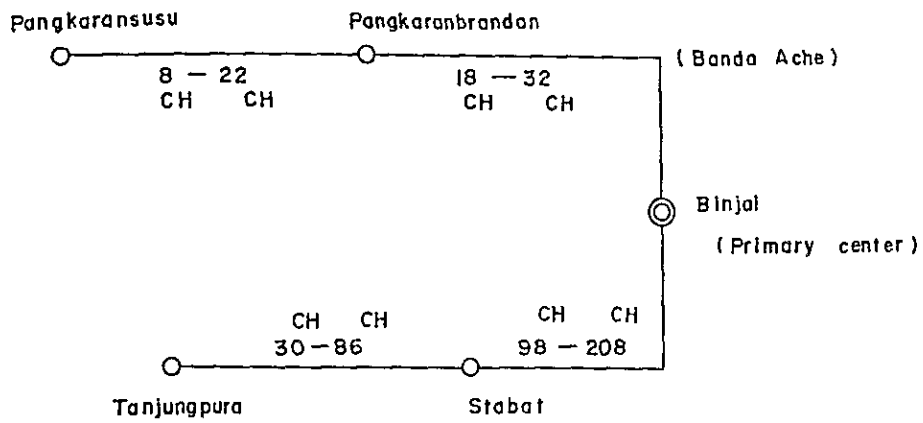 Pangkaransusu
Pangkaranbrandan
8 — 22
CH CH
18 — 32
CH CH
(Banda Ache)
Binjai
(Primary center)
CH CH
30 — 86
CH CH
98 — 208
Tanjungpura
Stabat